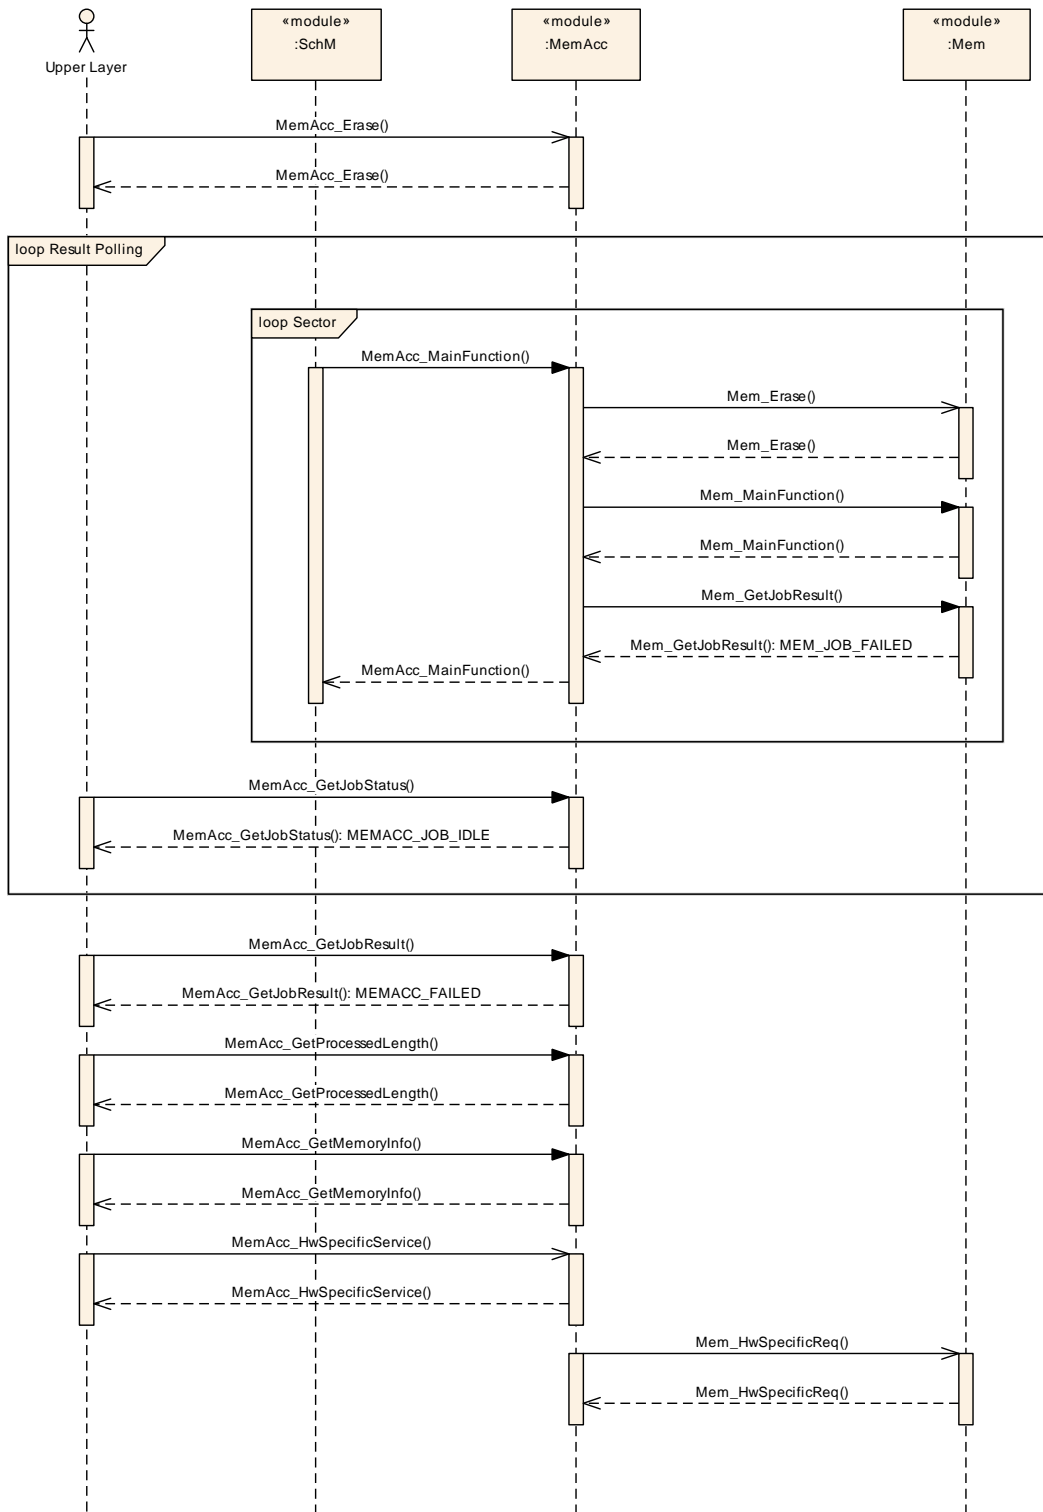 «module»
:SchM
«module»
:MemAcc
«module»
:Mem
Upper Layer
MemAcc_Erase()
MemAcc_Erase()
loop Result Polling
loop Sector
MemAcc_MainFunction()
Mem_Erase()
Mem_Erase()
Mem_MainFunction()
Mem_MainFunction()
Mem_GetJobResult()
Mem_GetJobResult(): MEM_JOB_FAILED
MemAcc_MainFunction()
MemAcc_GetJobStatus()
MemAcc_GetJobStatus(): MEMACC_JOB_IDLE
MemAcc_GetJobResult()
MemAcc_GetJobResult(): MEMACC_FAILED
MemAcc_GetProcessedLength()
MemAcc_GetProcessedLength()
MemAcc_GetMemoryInfo()
MemAcc_GetMemoryInfo()
MemAcc_HwSpecificService()
MemAcc_HwSpecificService()
Mem_HwSpecificReq()
Mem_HwSpecificReq()